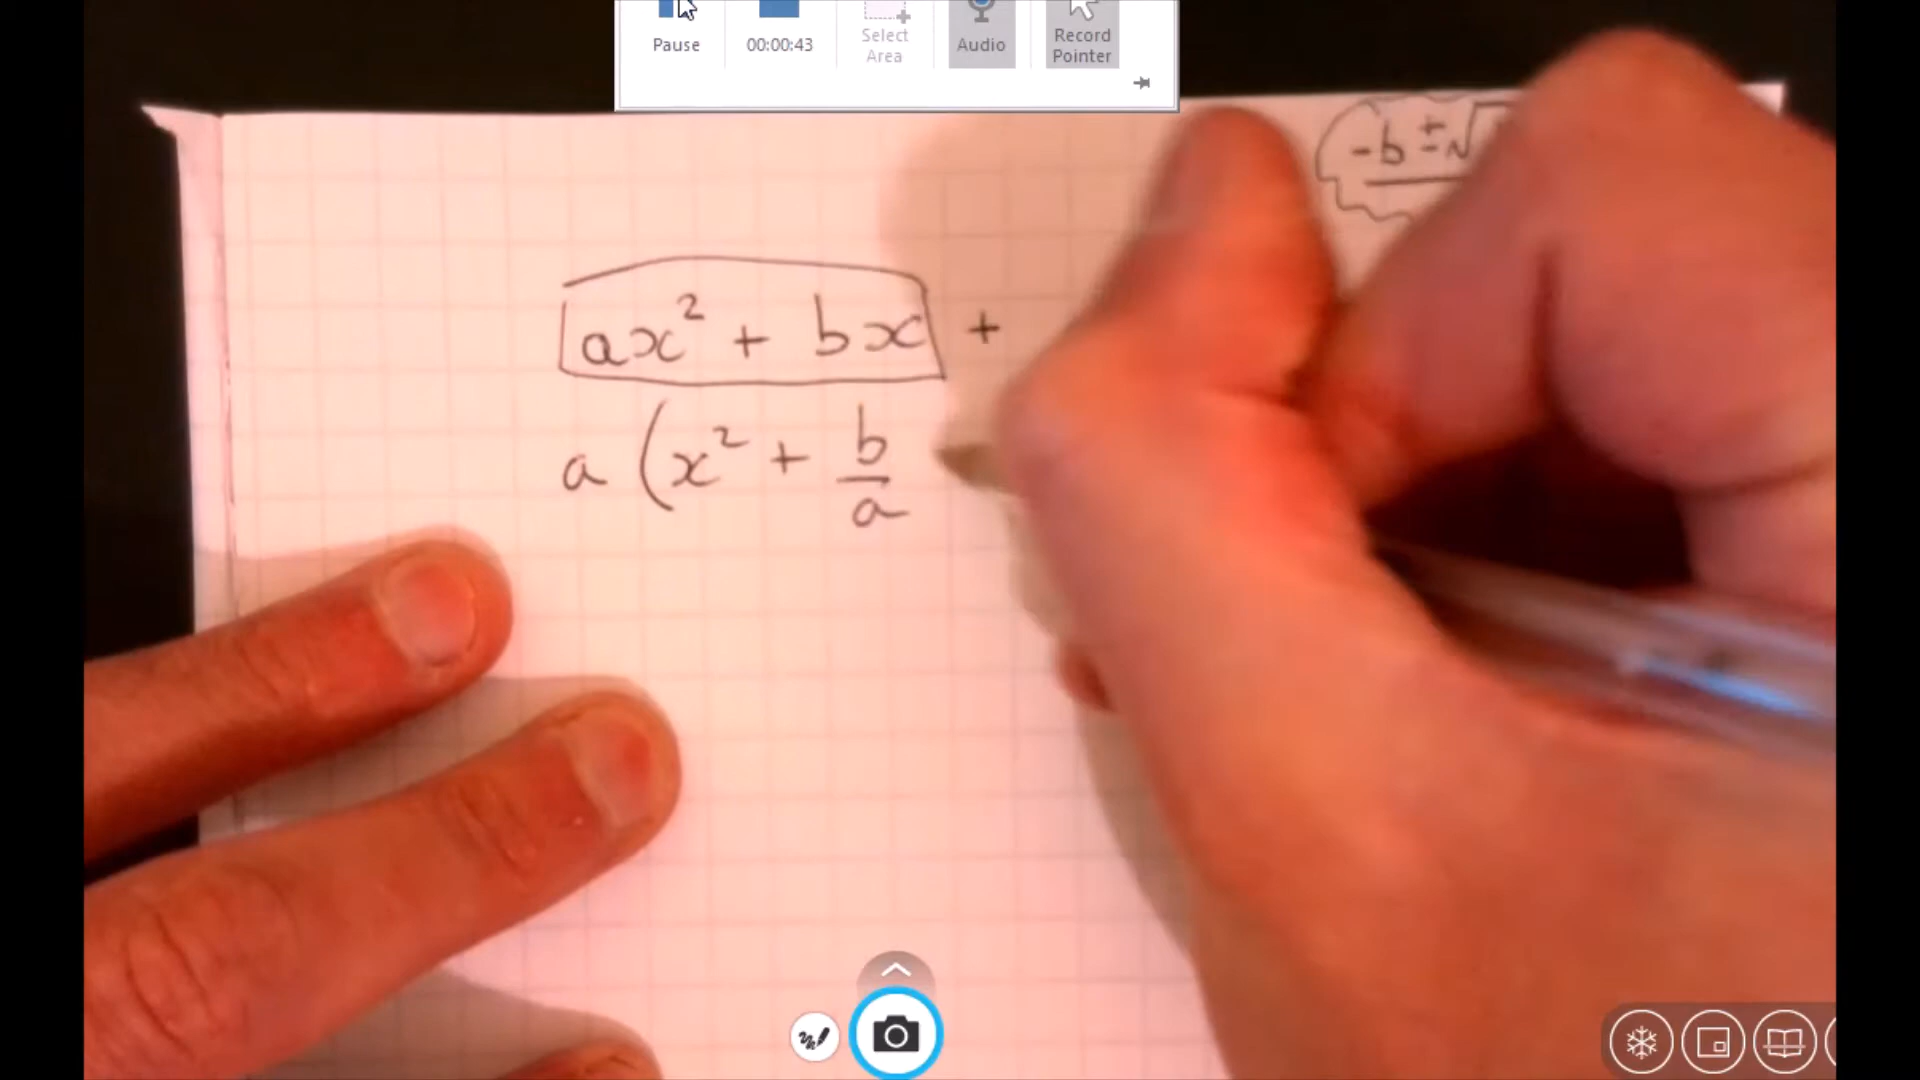 Pause 00:00:43 Select Area Audio Record Pointer
-b ± √
ax² + bx +
a (x² + b/a